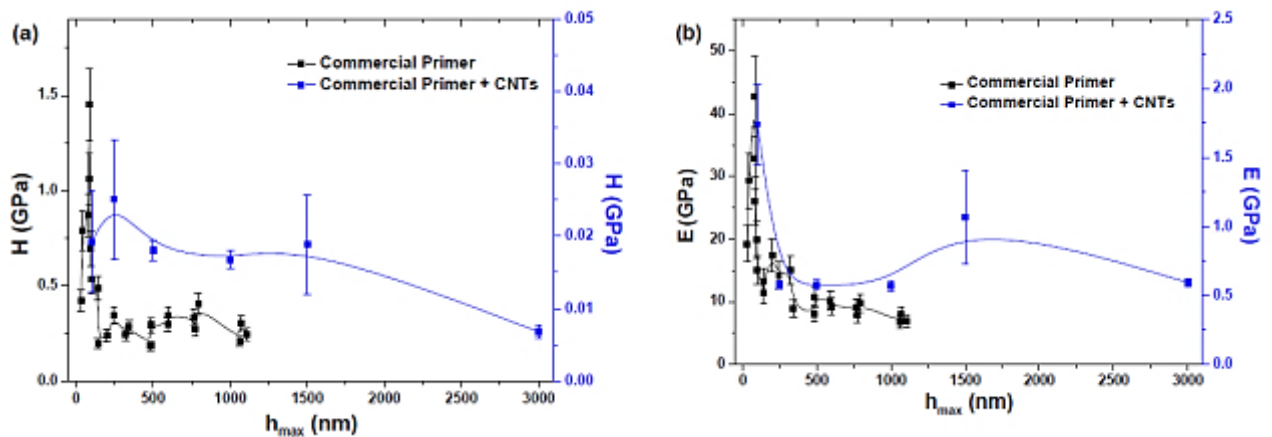 (a)
Commercial Primer
Commercial Primer + CNTs
H (GPa)
1.5
1.0
0.5
0.0
0.05
0.04
0.03
0.02
0.01
0.00
H (GPa)
0 500 1000 1500 2000 2500 3000
hmax (nm)
(b)
Commercial Primer
Commercial Primer + CNTs
E (GPa)
50
40
30
20
10
0
2.5
2.0
1.5
1.0
0.5
0.0
E (GPa)
0 500 1000 1500 2000 2500 3000
hmax (nm)